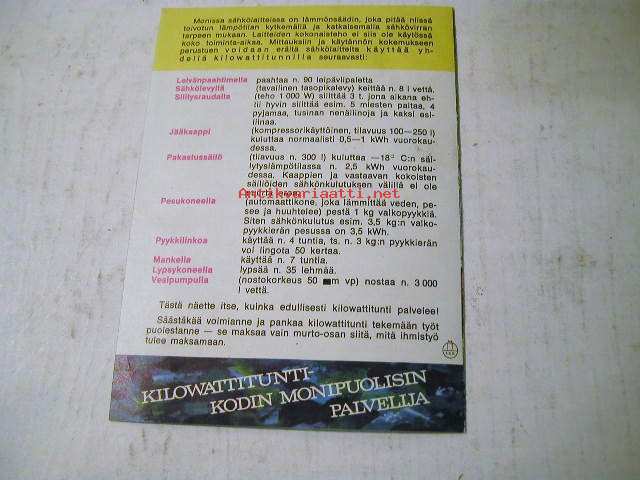 Monissa sähkölaitteissa on lämmönsäädin, joka pitää niissä
toivotun lämpötilan kytkemällä ja katkaisemalla sähkövirran
tarpeen mukaan. Laitteiden kokonaisteho ei siis ole käytössä
koko toiminta-aikaa. Mittauksiin ja käytännön kokemukseen
perustuen voidaan eräitä sähkölaitteita käyttää yh-
dellä kilowattitunnilla seuraavasti:
Leivänpaahtimella paahtaa n. 90 leipäviipaletta
Sähkölevyllä (tavallinen tasopikalevy) keittää n. 8 l vettä.
Silitysraudalla (teho 1 000 W) silittää 3 t, jona aikana eh-
tii hyvin silittää esim. 5 miesten paitaa, 4
pyjamaa, tusinan nenäliinoja ja kaksi esi-
liinaa.
Jääkaappi (kompressorikäyttöinen, tilavuus 100—250 l)
kuluttaa normaalisti 0,5—1 kWh vuorokau-
dessa.
Pakastussäiliö (tilavuus n. 300 l) kuluttaa —18° C:n säi-
lytyslämpötilassa n. 2,5 kWh vuorokau-
dessa. Kaappien ja vastaavan kokoisten
säiliöiden sähkönkulutuksen välillä ei ole
Antikvariaatti.net
Pesukoneella (automaattikone, joka lämmittää veden, pe-
see ja huuhtelee) pestä 1 kg valkopyykkiä.
Siten sähkönkulutus esim. 3,5 kg:n valko-
pyykkierän pesussa on 3,5 kWh.
Pyykkilinkoa käyttää n. 4 tuntia, ts. n. 3 kg:n pyykkierän
voi lingota 50 kertaa.
Mankelia käyttää n. 7 tuntia.
Lypsykoneella lypsää n. 35 lehmää.
Vesipumpulla (nostokorkeus 50 m vp) nostaa n. 3 000
l vettä.
Tästä näette itse, kuinka edullisesti kilowattitunti palvelee!
Säästäkää voimianne ja pankaa kilowattitunti tekemään työt
puolestanne — se maksaa vain murto-osan siitä, mitä ihmistyö
tulee maksamaan.
KILOWATTITUNTI-
KODIN MONIPUOLISIN
PALVELIJA